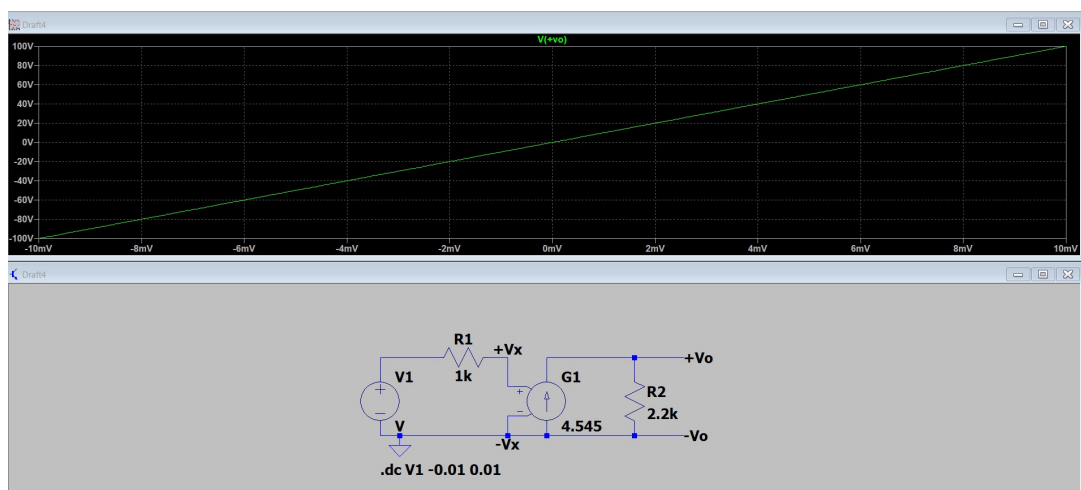 Draft4
V(+vo)
100V
80V
60V
40V
20V
0V
-20V
-40V
-60V
-80V
-100V
-10mV -8mV -6mV -4mV -2mV 0mV 2mV 4mV 6mV 8mV 10mV
Draft4
R1
+Vx
+Vo
V1 1k G1
R2
2.2k
V 4.545
-Vx -Vo
.dc V1 -0.01 0.01